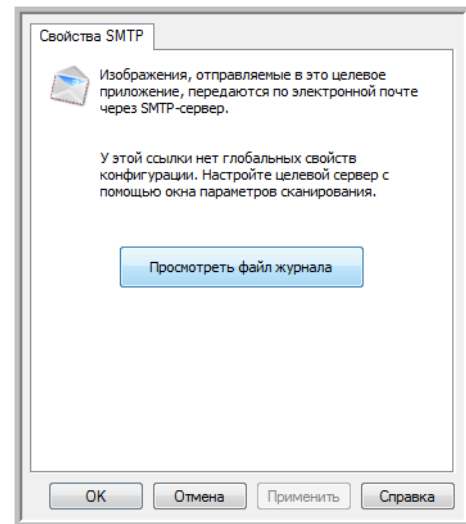 Свойства SMTP
Изображения, отправляемые в это целевое
приложение, передаются по электронной почте
через SMTP-сервер.
У этой ссылки нет глобальных свойств
конфигурации. Настройте целевой сервер с
помощью окна параметров сканирования.
Просмотреть файл журнала
ОК Отмена Применить Справка